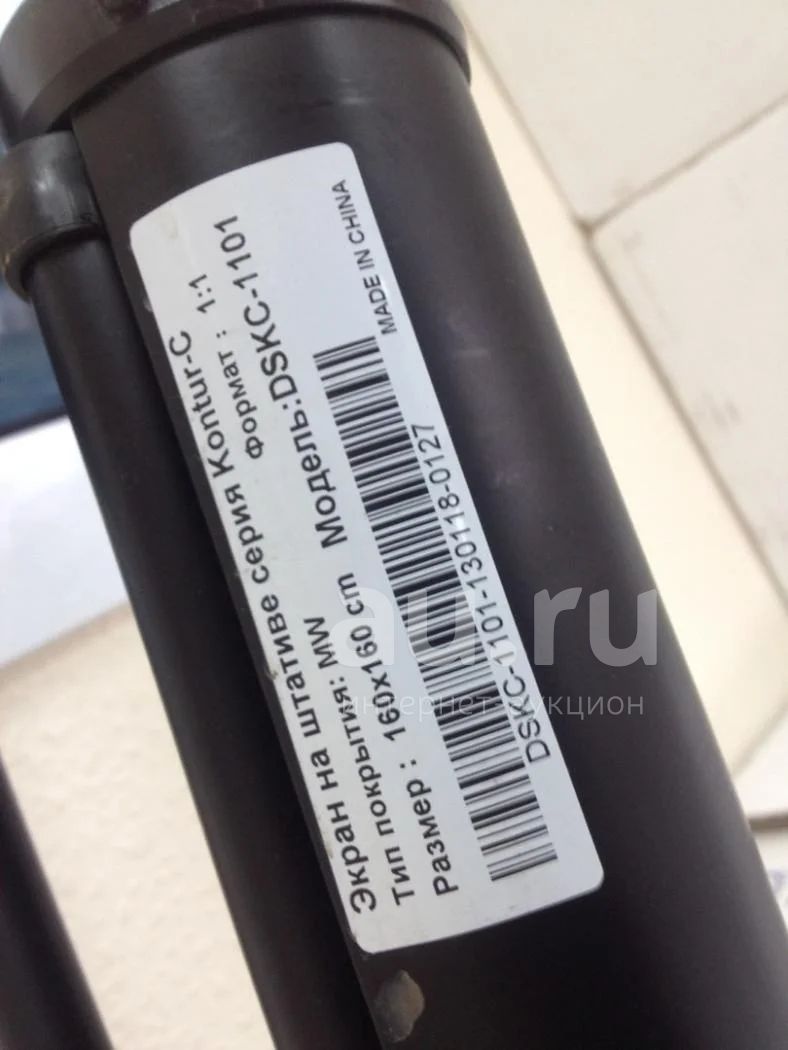 Экран на штативе серия Kontur-C
Тип покрытия: MW Формат : 1:1
Размер : 160x160 cm Модель:DSKC-1101
DSKC-1101-130118-0127
MADE IN CHINA
au.ru
интернет-аукцион